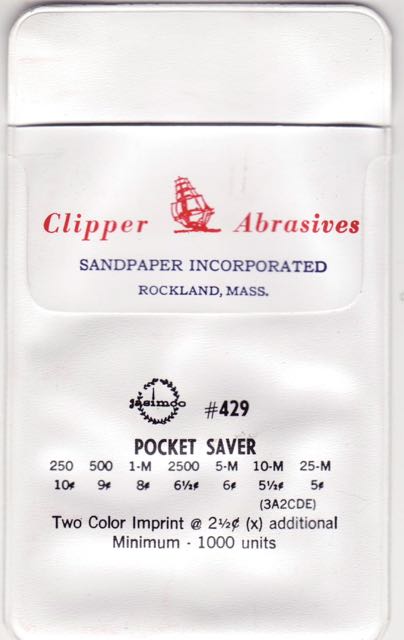 Clipper Abrasives
SANDPAPER INCORPORATED
ROCKLAND, MASS.
jasimco #429
POCKET SAVER
250 500 1-M 2500 5-M 10-M 25-M
10¢ 9¢ 8¢ 6½¢ 6¢ 5½¢ 5¢
(3A2CDE)
Two Color Imprint @ 2½¢ (x) additional
Minimum - 1000 units